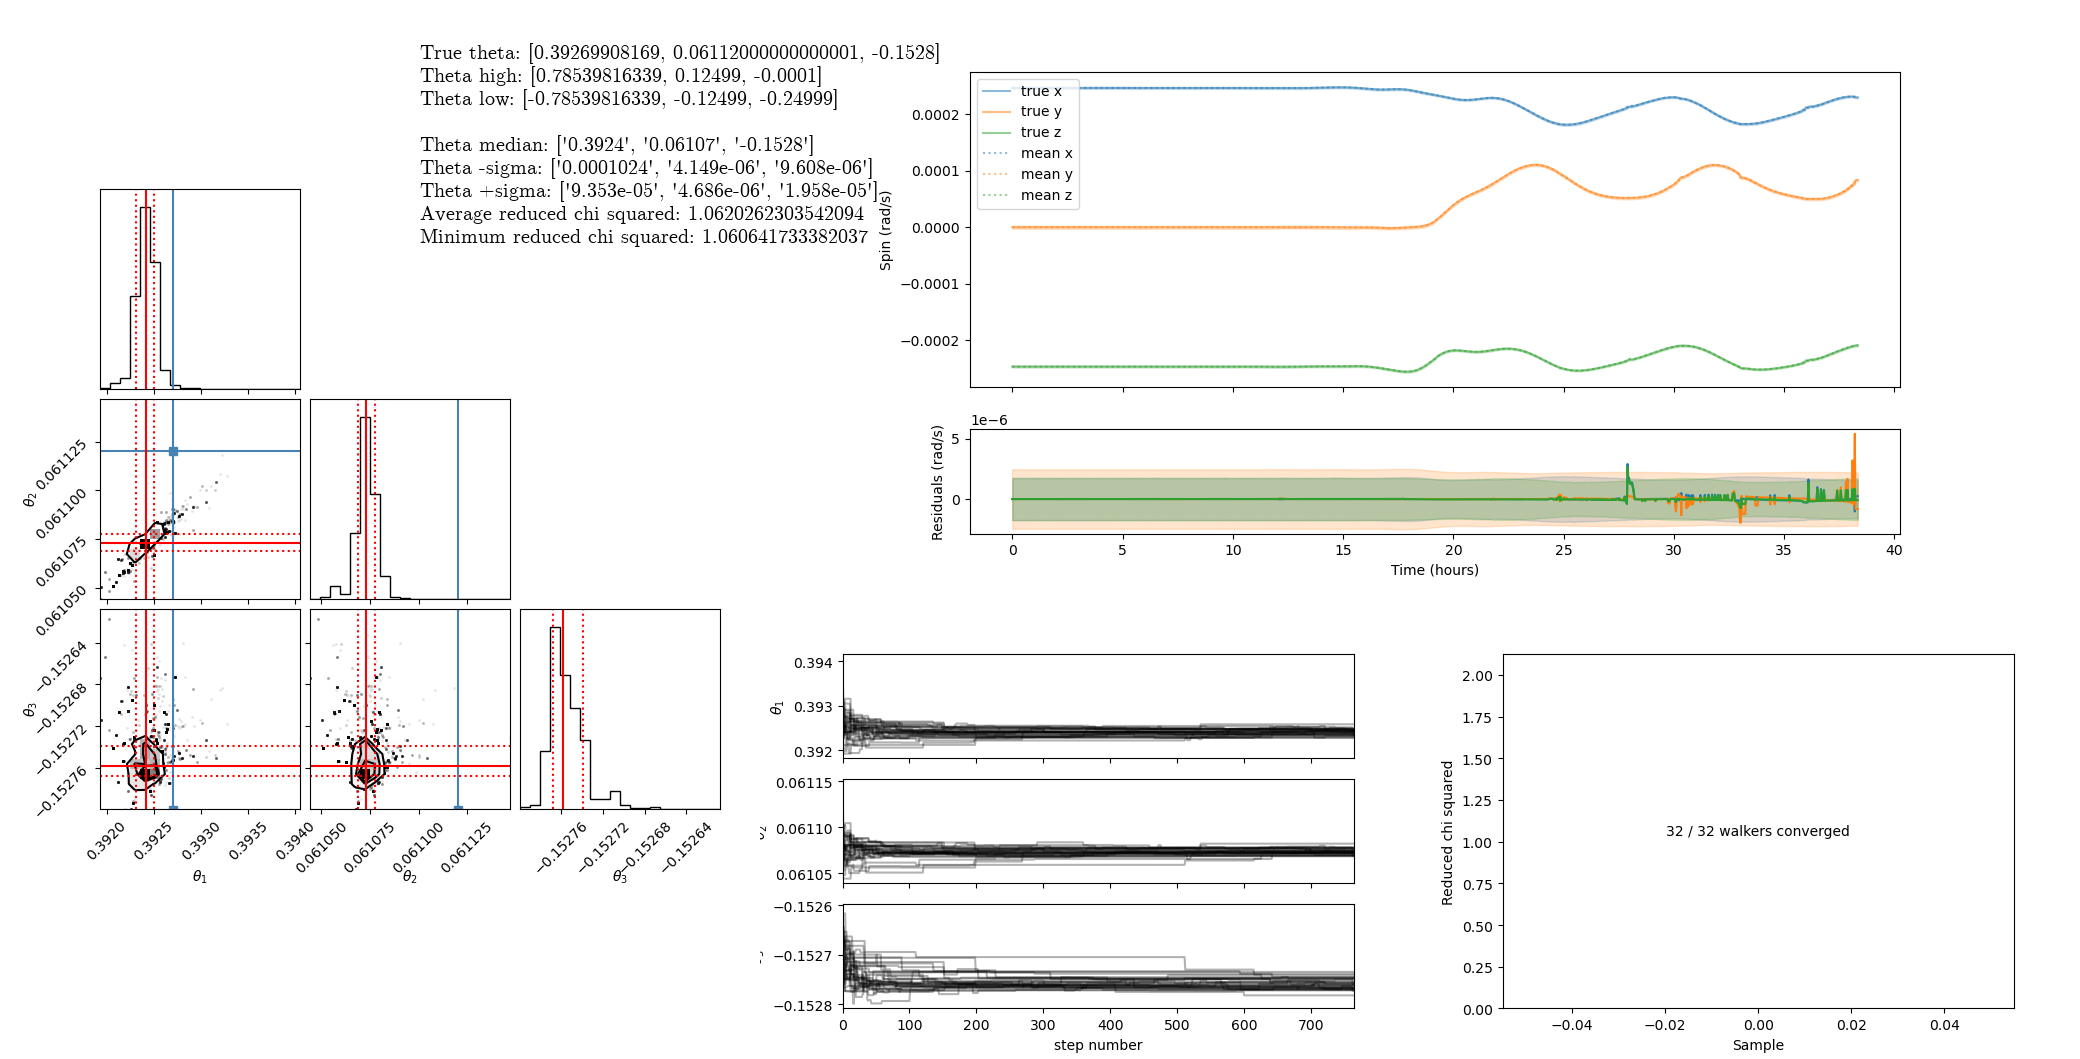 True theta: [0.39269908169, 0.06112000000000001, -0.1528]
Theta high: [0.78539816339, 0.12499, -0.0001]
Theta low: [-0.78539816339, -0.12499, -0.24999]
Theta median: ['0.3924', '0.06107', '-0.1528']
Theta -sigma: ['0.0001024', '4.149e-06', '9.608e-06']
Theta +sigma: ['9.353e-05', '4.686e-06', '1.958e-05']
Average reduced chi squared: 1.0620262303542094
Minimum reduced chi squared: 1.060641733382037
true x
true y
true z
mean x
mean y
mean z
Spin (rad/s)
0.0002
0.0001
0.0000
−0.0001
−0.0002
1e−6
Residuals (rad/s)
5
0
0 5 10 15 20 25 30 35 40
Time (hours)
θ2
0.061125
0.061100
0.061075
0.061050
θ3
−0.15264
−0.15268
−0.15272
−0.15276
0.3920 0.3925 0.3930 0.3935 0.3940
θ1
0.061050 0.061075 0.061100 0.061125
θ2
−0.15276 −0.15272 −0.15268 −0.15264
θ3
θ1
0.394
0.393
0.392
0.06115
0.06110
0.06105
−0.1526
−0.1527
−0.1528
0 100 200 300 400 500 600 700
step number
Reduced chi squared
2.00
1.75
1.50
1.25
1.00
0.75
0.50
0.25
0.00
32 / 32 walkers converged
−0.04 −0.02 0.00 0.02 0.04
Sample